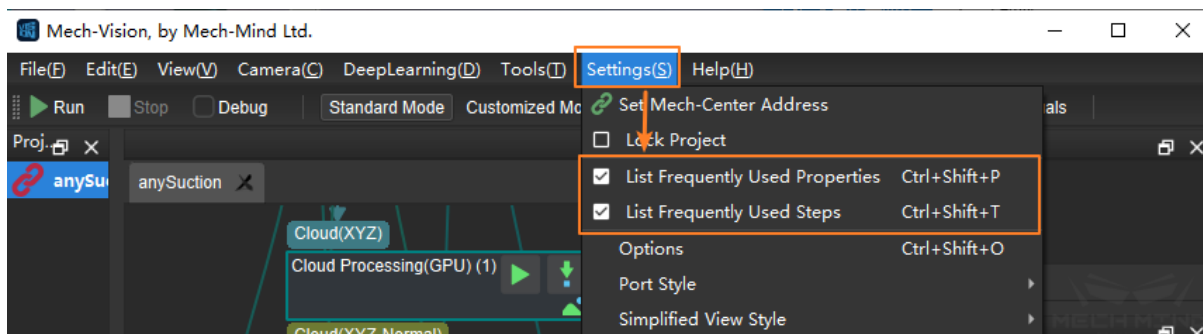 Mech-Vision, by Mech-Mind Ltd.
File(F) Edit(E) View(V) Camera(C) DeepLearning(D) Tools(T) Settings(S) Help(H)
Run Stop Debug Standard Mode Customized Mo als
Set Mech-Center Address
Lock Project
Proj..
anySu
anySuction
List Frequently Used Properties Ctrl+Shift+P
List Frequently Used Steps Ctrl+Shift+T
Cloud(XYZ)
Options Ctrl+Shift+O
Cloud Processing(GPU) (1)
Port Style
Simplified View Style
Cloud(XYZ-Normal)
MECH MIND